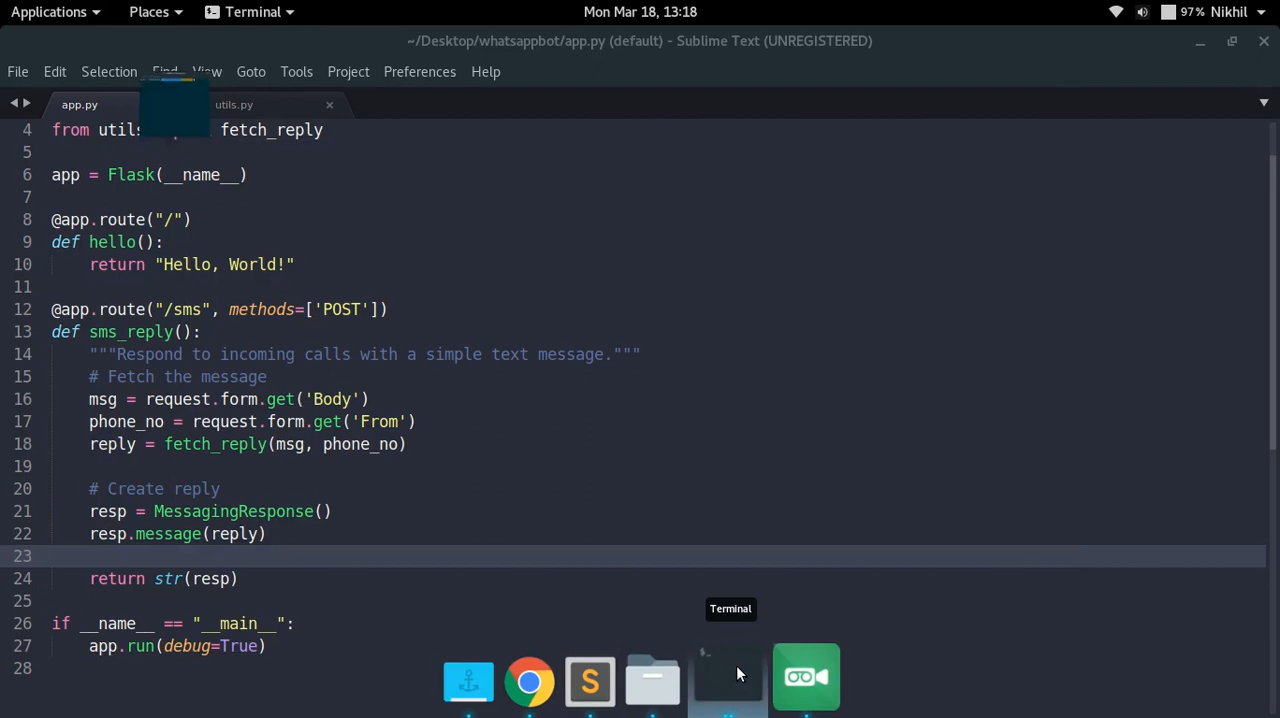 Applications Places Terminal Mon Mar 18, 13:18 97% Nikhil
~/Desktop/whatsappbot/app.py (default) - Sublime Text (UNREGISTERED)
File Edit Selection Find View Goto Tools Project Preferences Help
app.py utils.py ×
4 from utils fetch_reply
5
6 app = Flask(__name__)
7
8 @app.route("/")
9 def hello():
10 return "Hello, World!"
11
12 @app.route("/sms", methods=['POST'])
13 def sms_reply():
14 """Respond to incoming calls with a simple text message."""
15 # Fetch the message
16 msg = request.form.get('Body')
17 phone_no = request.form.get('From')
18 reply = fetch_reply(msg, phone_no)
19
20 # Create reply
21 resp = MessagingResponse()
22 resp.message(reply)
23
24 return str(resp)
25
26 if __name__ == "__main__":
27 app.run(debug=True)
28
Terminal
S